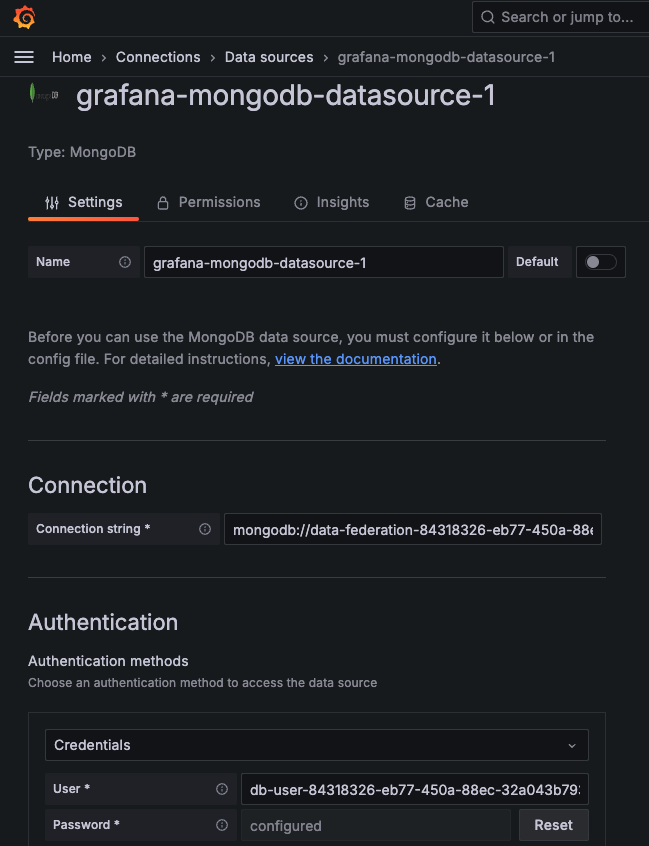 Search or jump to...
Home › Connections › Data sources › grafana-mongodb-datasource-1
grafana-mongodb-datasource-1
Type: MongoDB
Settings Permissions Insights Cache
Name grafana-mongodb-datasource-1 Default
Before you can use the MongoDB data source, you must configure it below or in the
config file. For detailed instructions, view the documentation.
Fields marked with * are required
Connection
Connection string * mongodb://data-federation-84318326-eb77-450a-88e
Authentication
Authentication methods
Choose an authentication method to access the data source
Credentials
User * db-user-84318326-eb77-450a-88ec-32a043b793
Password * configured Reset